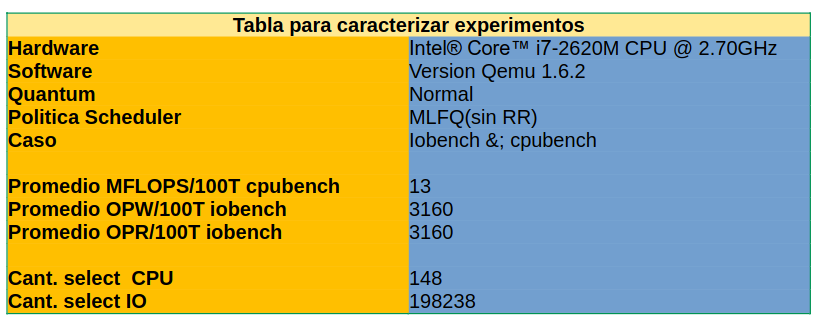 Tabla para caracterizar experimentos
Hardware Intel® Core™ i7-2620M CPU @ 2.70GHz
Software Version Qemu 1.6.2
Quantum Normal
Politica Scheduler MLFQ(sin RR)
Caso Iobench &; cpubench
Promedio MFLOPS/100T cpubench 13
Promedio OPW/100T iobench 3160
Promedio OPR/100T iobench 3160
Cant. select  CPU 148
Cant. select IO 198238